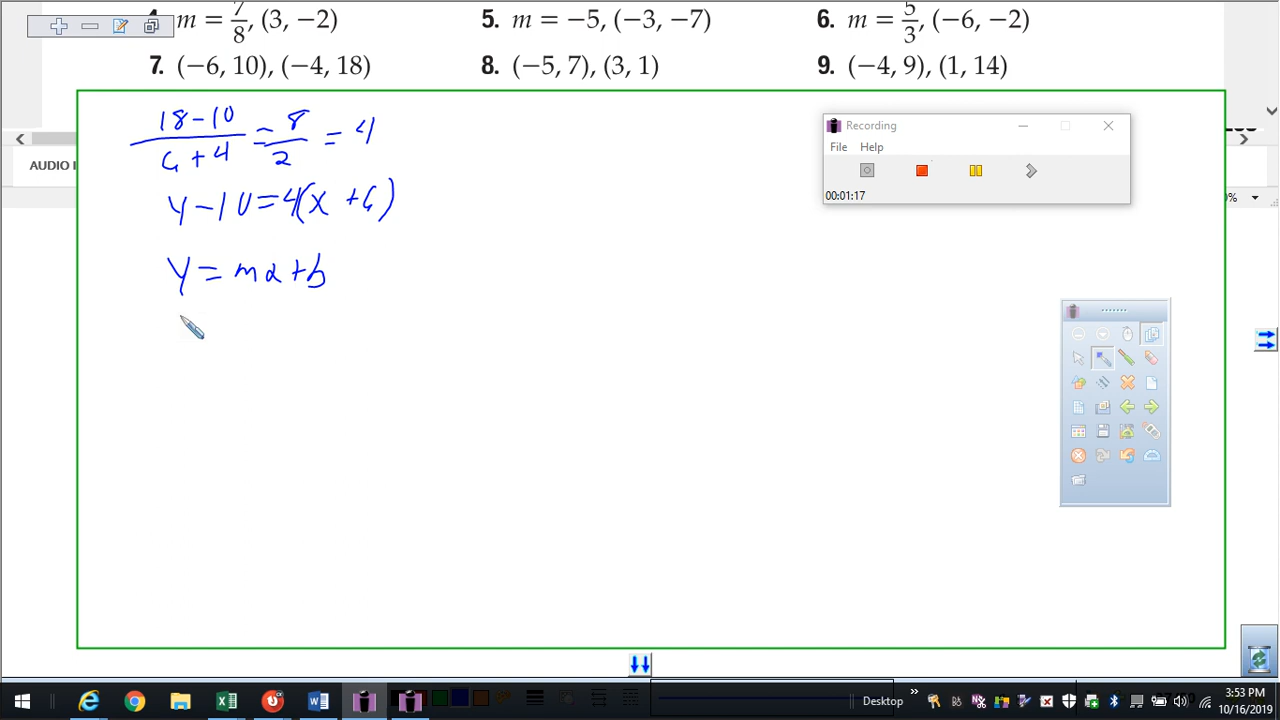 4. m = 7/8, (3, −2)
5. m = −5, (−3, −7)
6. m = 5/3, (−6, −2)
7. (−6, 10), (−4, 18)
8. (−5, 7), (3, 1)
9. (−4, 9), (1, 14)
18−10 / 6+4 = 8/2 = 4
y−10=4(x+6)
y=mx+b
Recording
File Help
00:01:17
AUDIO
Desktop
3:53 PM
10/16/2019